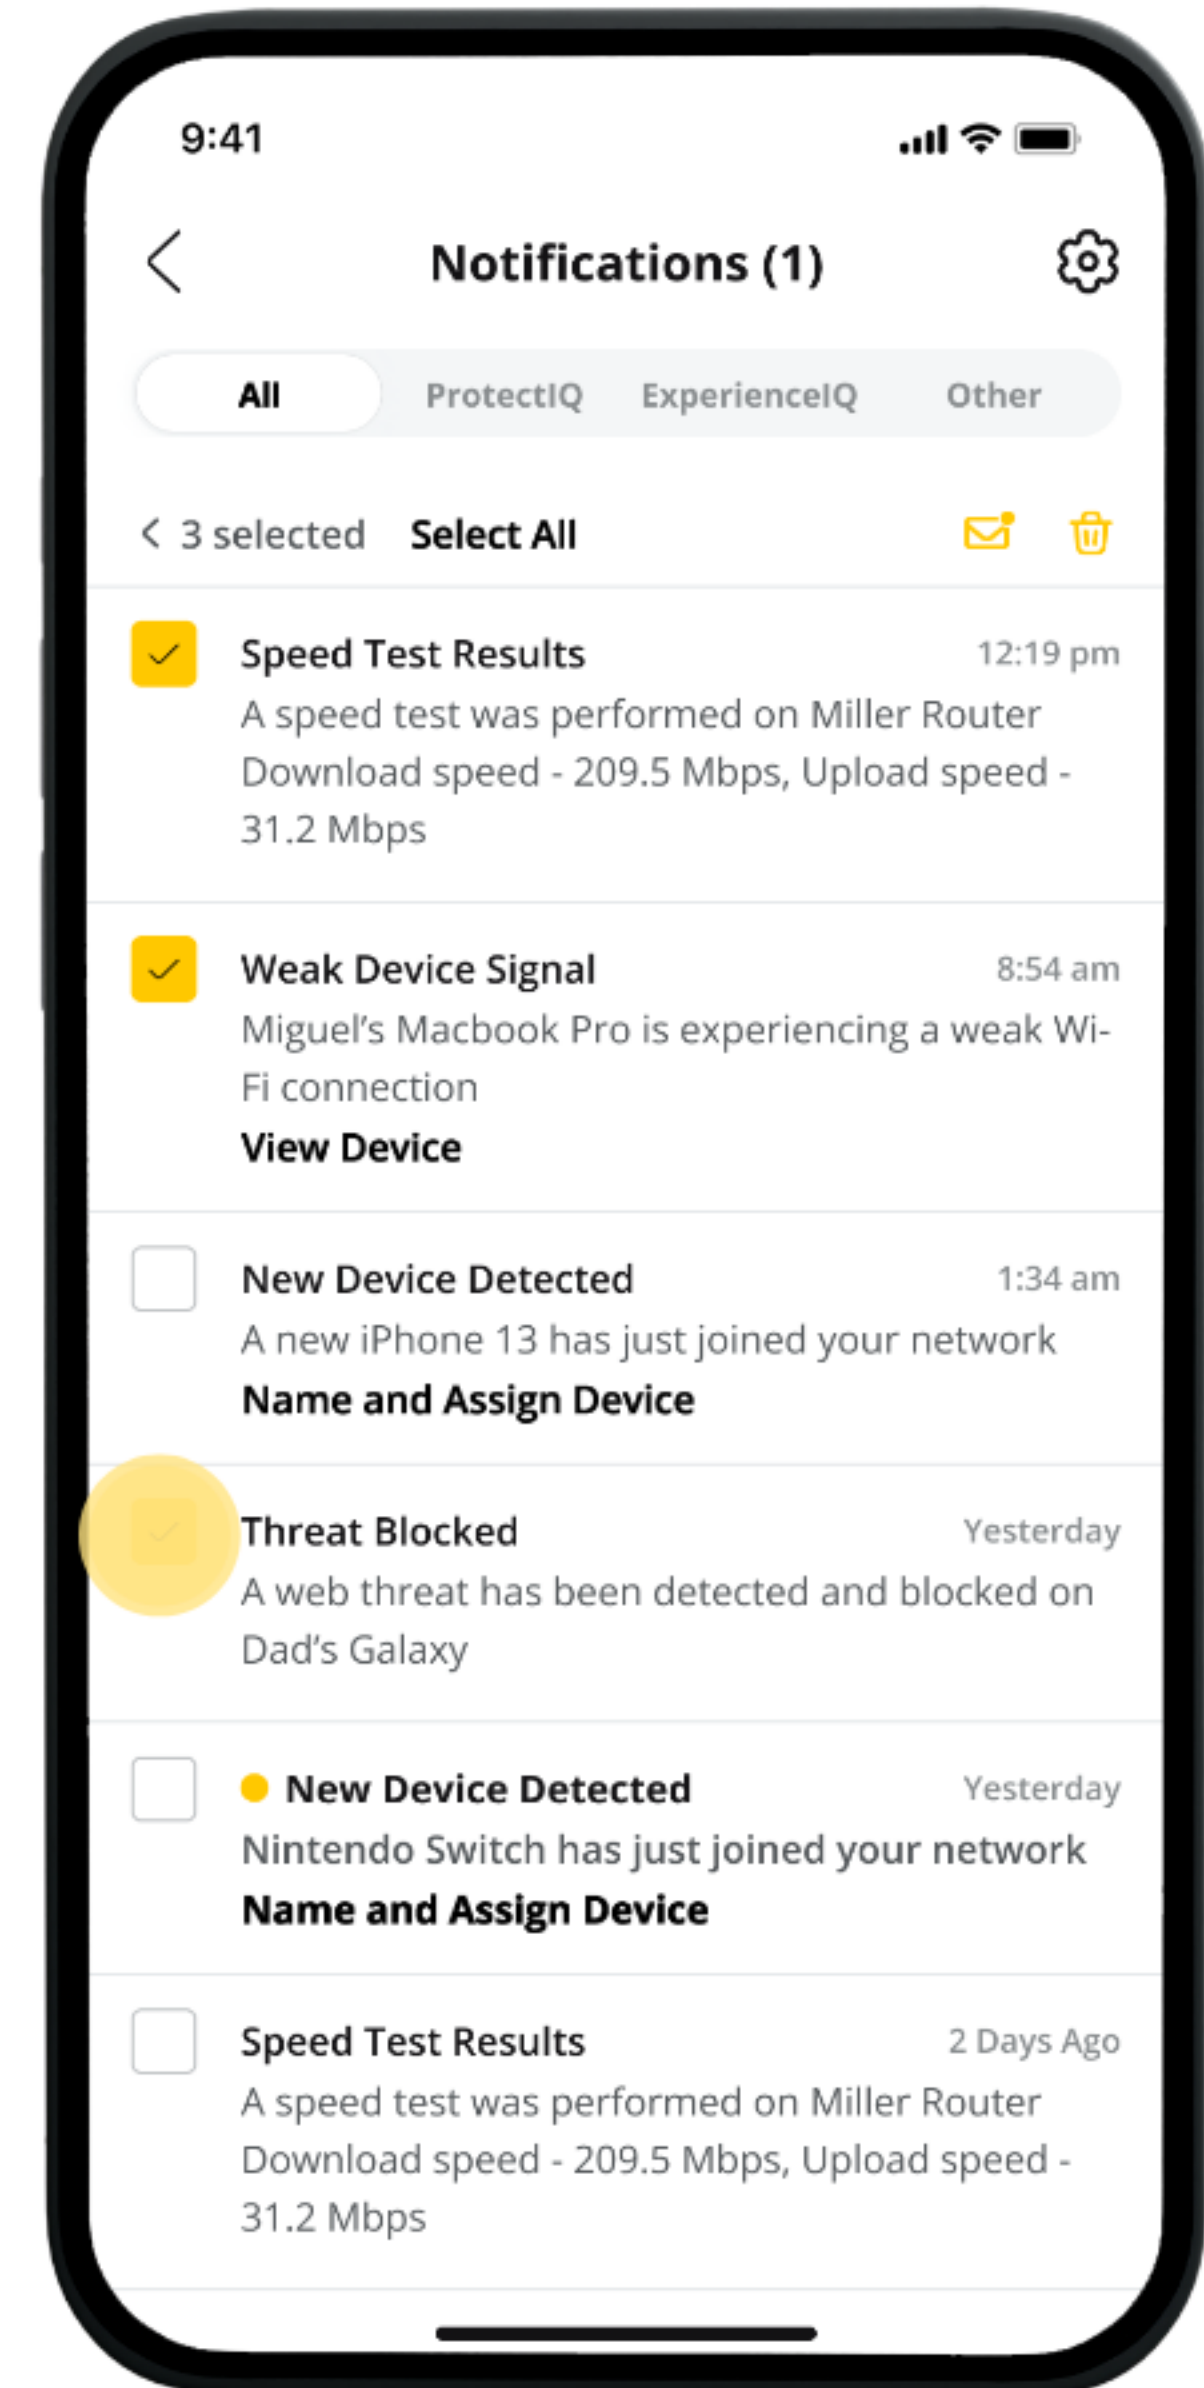 9:41
Notifications (1)
All ProtectIQ ExperienceIQ Other
3 selected Select All
Speed Test Results 12:19 pm
A speed test was performed on Miller Router
Download speed - 209.5 Mbps, Upload speed -
31.2 Mbps
Weak Device Signal 8:54 am
Miguel’s Macbook Pro is experiencing a weak Wi-
Fi connection
View Device
New Device Detected 1:34 am
A new iPhone 13 has just joined your network
Name and Assign Device
Threat Blocked Yesterday
A web threat has been detected and blocked on
Dad’s Galaxy
New Device Detected Yesterday
Nintendo Switch has just joined your network
Name and Assign Device
Speed Test Results 2 Days Ago
A speed test was performed on Miller Router
Download speed - 209.5 Mbps, Upload speed -
31.2 Mbps